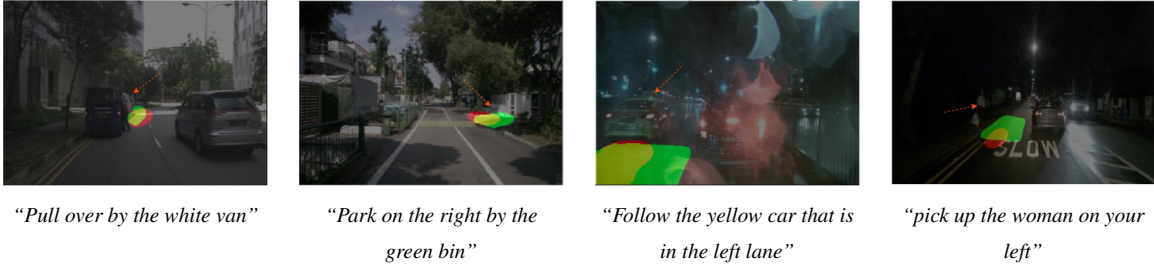 SLOW
“Pull over by the white van”
“Park on the right by the
green bin”
“Follow the yellow car that is
in the left lane”
“pick up the woman on your
left”